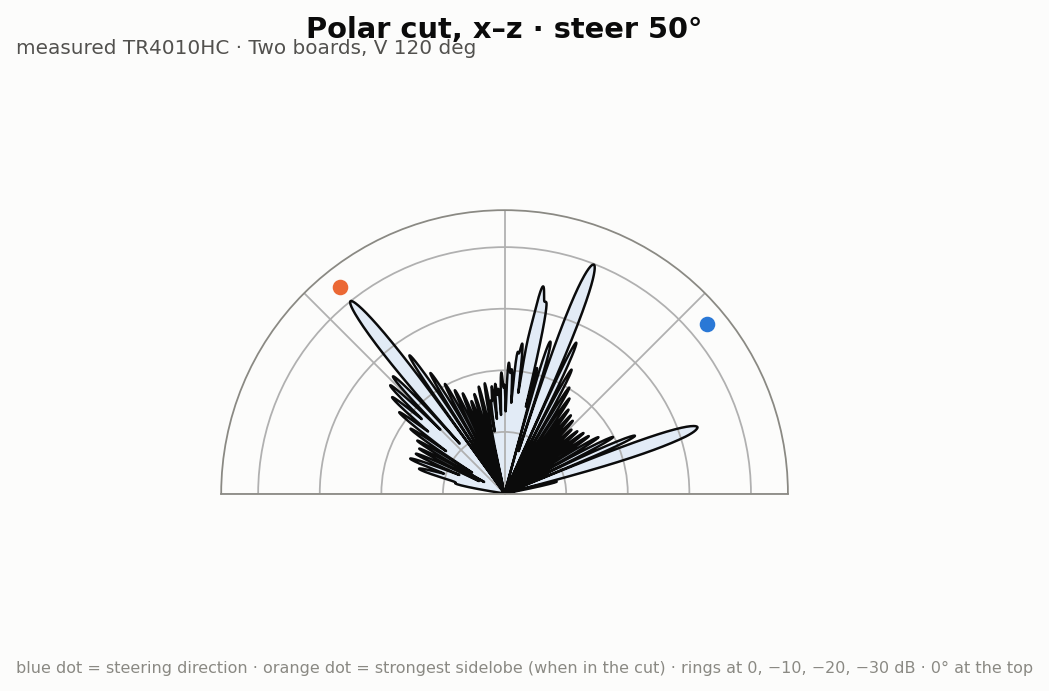 Polar cut, x–z · steer 50°
measured TR4010HC · Two boards, V 120 deg
blue dot = steering direction · orange dot = strongest sidelobe (when in the cut) · rings at 0, −10, −20, −30 dB · 0° at the top